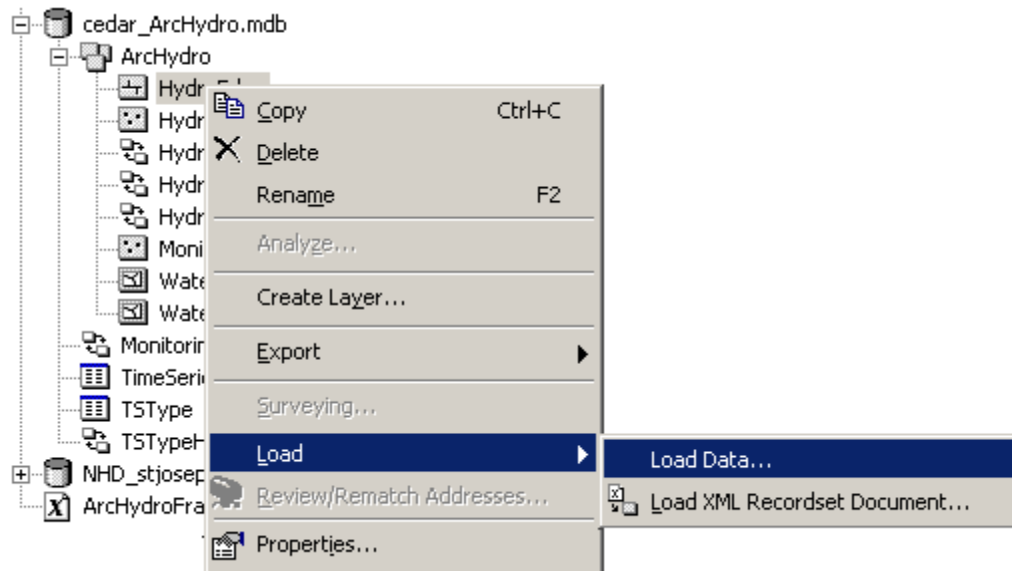 cedar_ArcHydro.mdb
ArcHydro
Hydr
Copy Ctrl+C
Hydr
Hydr
Delete
Hydr
Rename F2
Hydr
Moni
Analyze...
Wate
Create Layer...
Wate
Monitorin
Export
TimeSeri
TSType
Surveying...
TSTypeH
Load
Load Data...
NHD_stjosep
Review/Rematch Addresses...
Load XML Recordset Document...
ArcHydroFra
Properties...